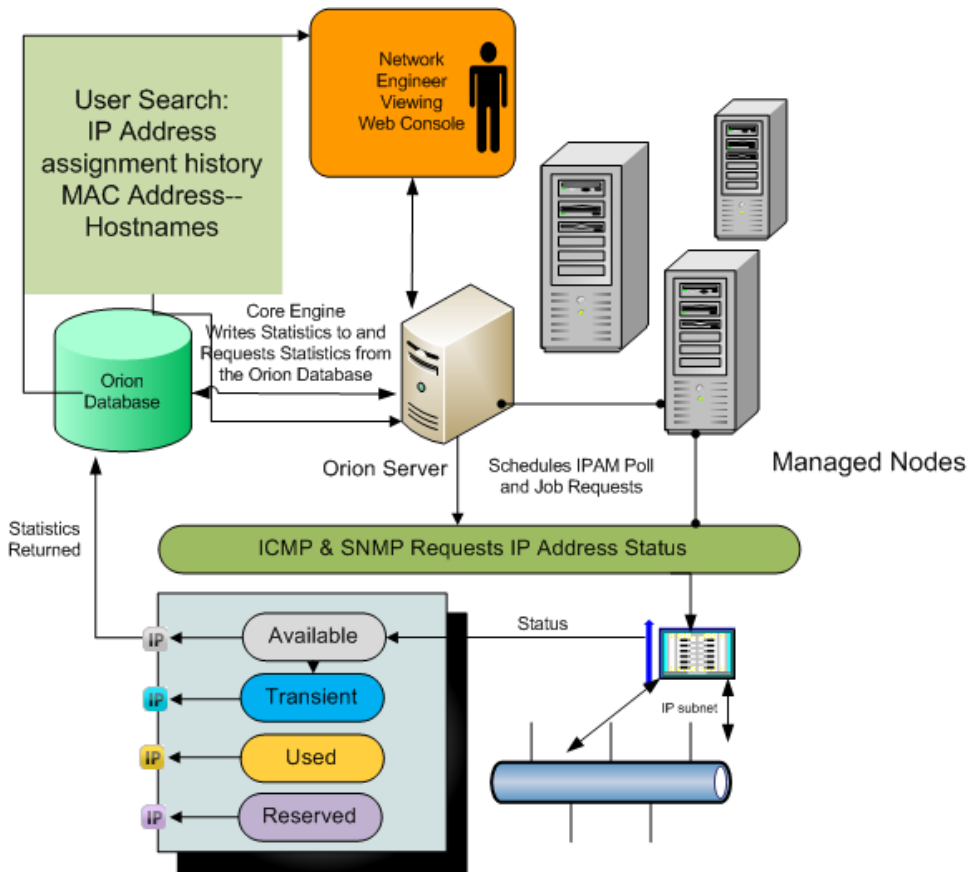 Network
Engineer
Viewing
Web Console
User Search:
IP Address
assignment history
MAC Address--
Hostnames
Core Engine
Writes Statistics to and
Requests Statistics from
the Orion Database
Orion
Database
Orion Server
Schedules IPAM Poll
and Job Requests
Managed Nodes
Statistics
Returned
ICMP & SNMP Requests IP Address Status
Status
IP Available
IP Transient
IP Used
IP Reserved
IP subnet